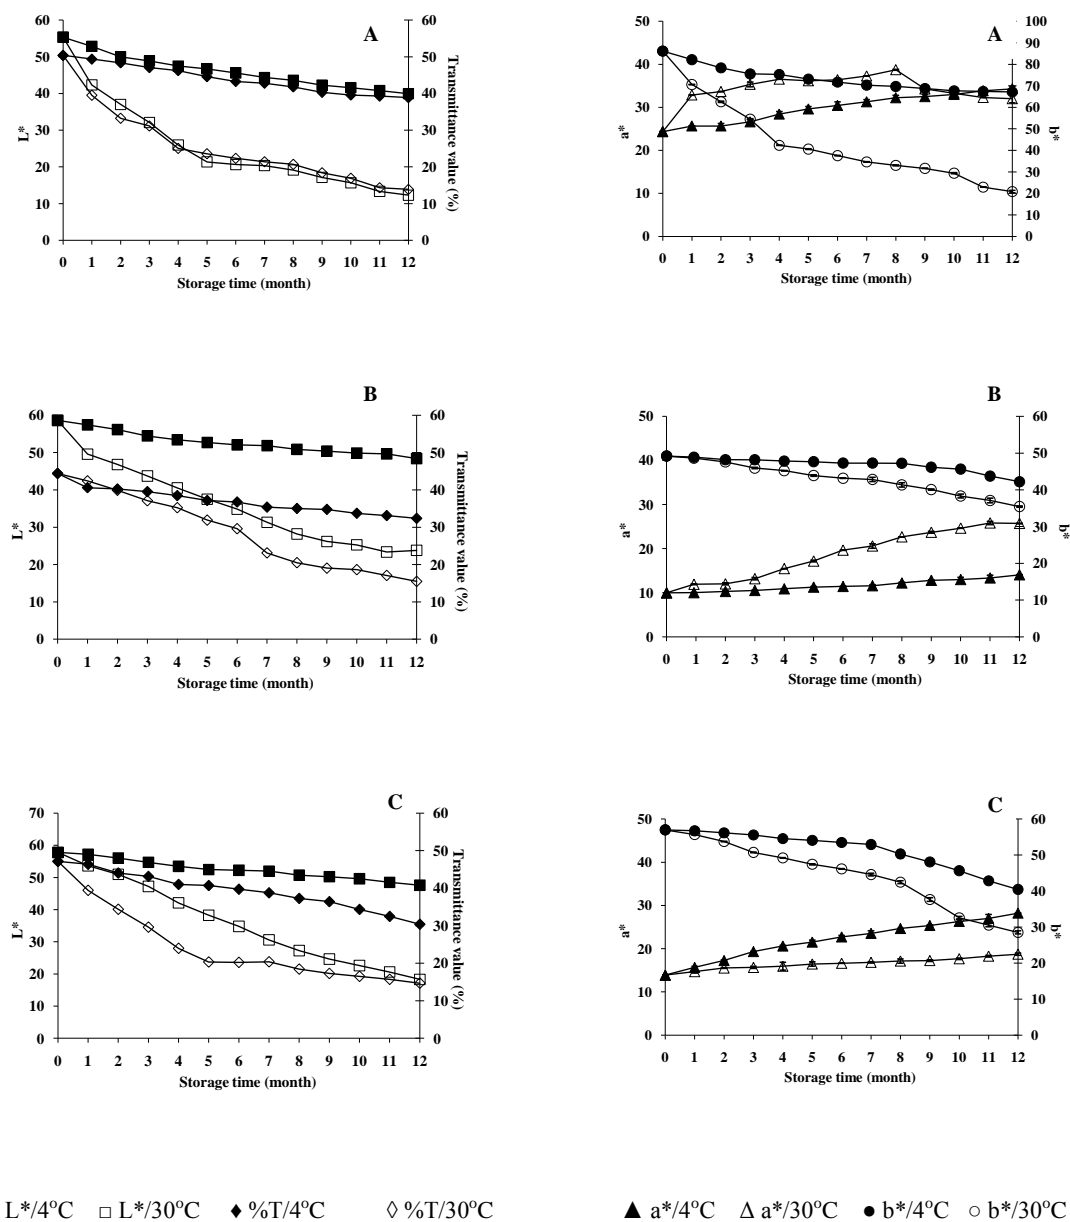 A
60
50
40
30
20
10
0
L*
60
50
40
30
20
10
0
Transmittance value (%)
0 1 2 3 4 5 6 7 8 9 10 11 12
Storage time (month)
A
50
40
30
20
10
0
a*
100
90
80
70
60
50
40
30
20
10
0
b*
0 1 2 3 4 5 6 7 8 9 10 11 12
Storage time (month)
B
60
50
40
30
20
10
0
L*
60
50
40
30
20
10
0
Transmittance value (%)
0 1 2 3 4 5 6 7 8 9 10 11 12
Storage time (month)
B
50
40
30
20
10
0
a*
60
50
40
30
20
10
0
b*
0 1 2 3 4 5 6 7 8 9 10 11 12
Storage time (month)
C
70
60
50
40
30
20
10
0
L*
60
50
40
30
20
10
0
Transmittance value (%)
0 1 2 3 4 5 6 7 8 9 10 11 12
Storage time (month)
C
50
40
30
20
10
0
a*
60
50
40
30
20
10
0
b*
0 1 2 3 4 5 6 7 8 9 10 11 12
Storage time (month)
L*/4°C □ L*/30°C ◆ %T/4°C ◇ %T/30°C ▲ a*/4°C Δ a*/30°C ● b*/4°C ○ b*/30°C